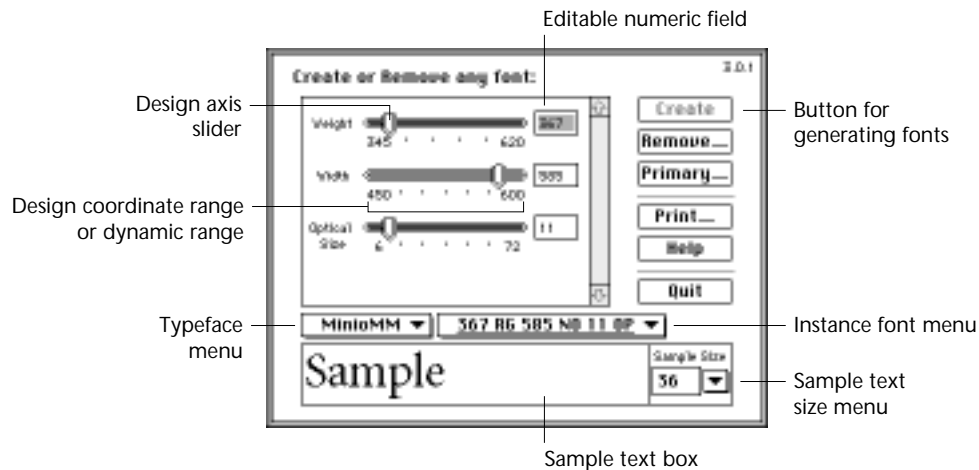 Editable numeric field
3.0.1
Create or Remove any font:
Design axis
slider
Weight
367
345
620
Width
585
450
600
Design coordinate range
or dynamic range
Optical
Size
11
6
72
Create
Remove...
Primary...
Print...
Help
Quit
Button for
generating fonts
Typeface
menu
MinioMM
367 RG 585 NO 11 OP
Instance font menu
Sample
Sample Size
36
Sample text
size menu
Sample text box